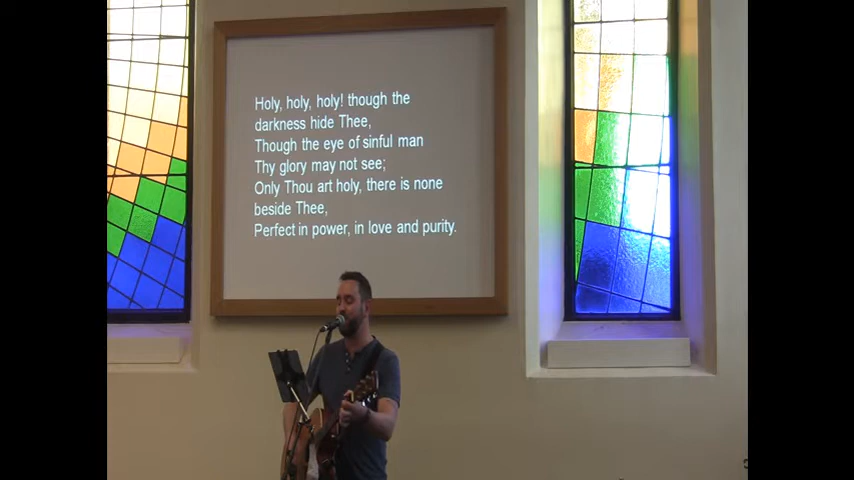 Holy, holy, holy! though the
darkness hide Thee,
Though the eye of sinful man
Thy glory may not see;
Only Thou art holy, there is none
beside Thee,
Perfect in power, in love and purity.